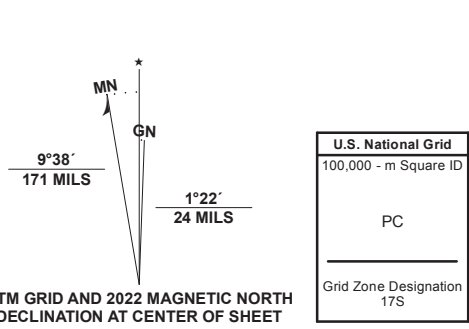 ★
MN
GN
9°38´
171 MILS
1°22´
24 MILS
TM GRID AND 2022 MAGNETIC NORTH
DECLINATION AT CENTER OF SHEET
U.S. National Grid
100,000 - m Square ID
PC
Grid Zone Designation
17S